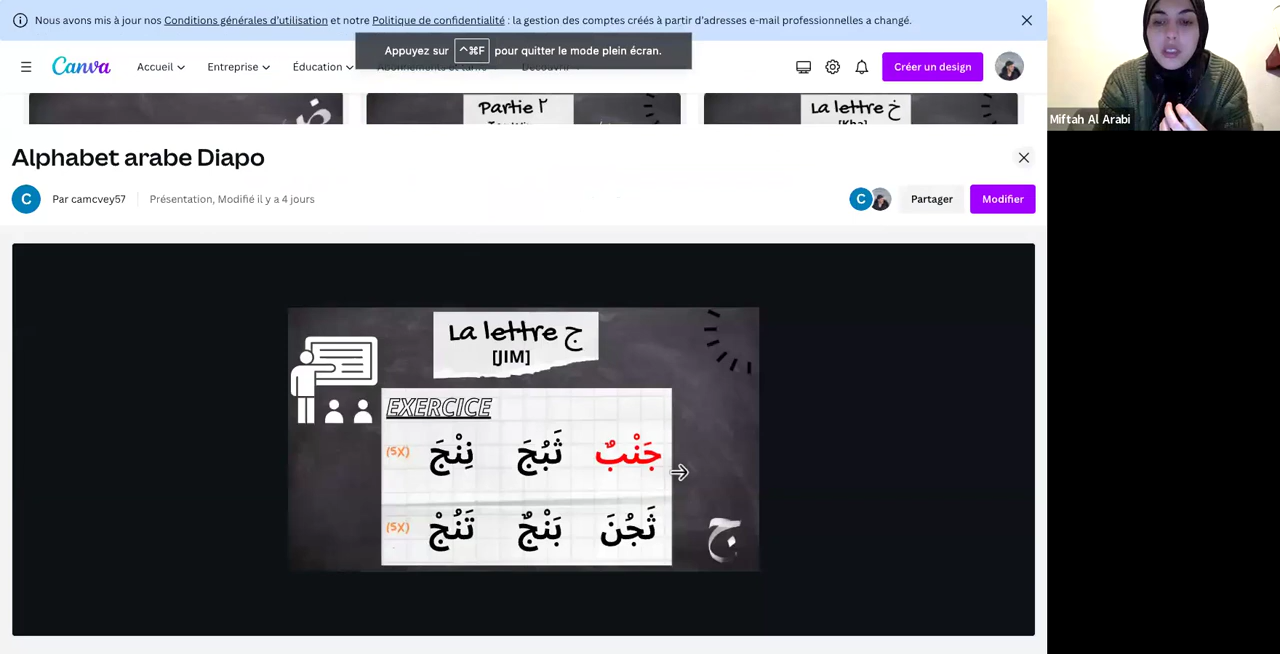 Nous avons mis à jour nos Conditions générales d'utilisation et notre Politique de confidentialité : la gestion des comptes créés à partir d'adresses e-mail professionnelles a changé.
Appuyez sur ^⌘F pour quitter le mode plein écran.
Canva Accueil Entreprise Éducation Créer un design
Partie ٢ La lettre خ
[Kha]
Miftah Al Arabi
Alphabet arabe Diapo
C Par camcvey57 Présentation, Modifié il y a 4 jours C Partager Modifier
La lettre ج
[JIM]
EXERCICE
جَنْبٌ ثَبُجَ نِنْجَ (5X)
ثَجُنَ بَنْجٌ تَنُجْ (5X)
ج